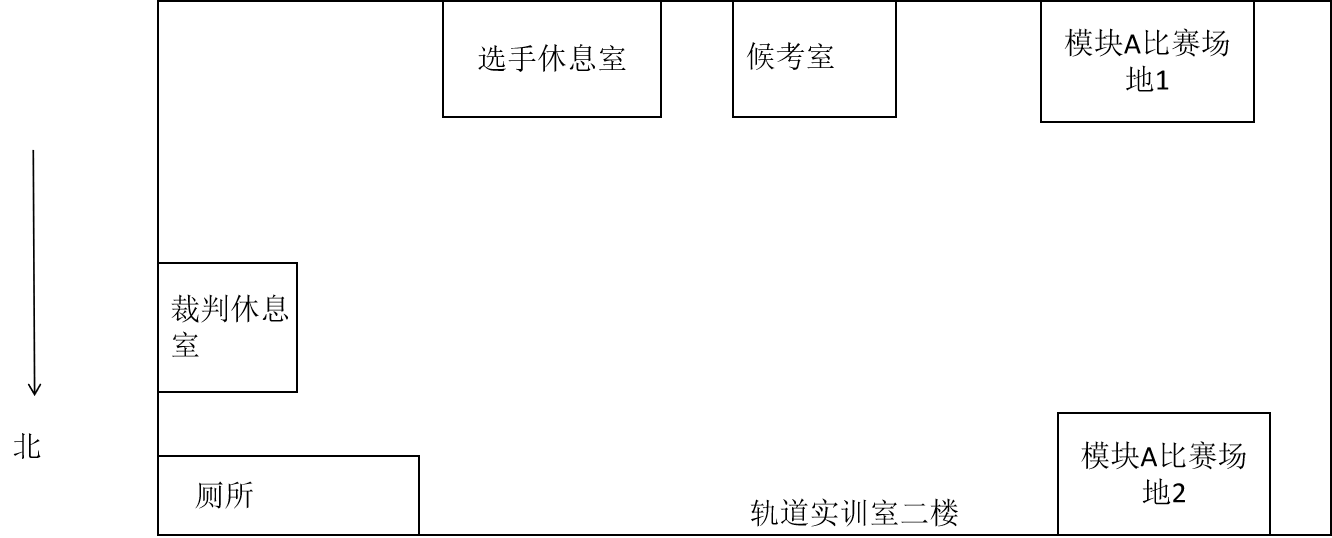 选手休息室
候考室
模块A比赛场
地1
裁判休息
室
北
厕所
模块A比赛场
地2
轨道实训室二楼